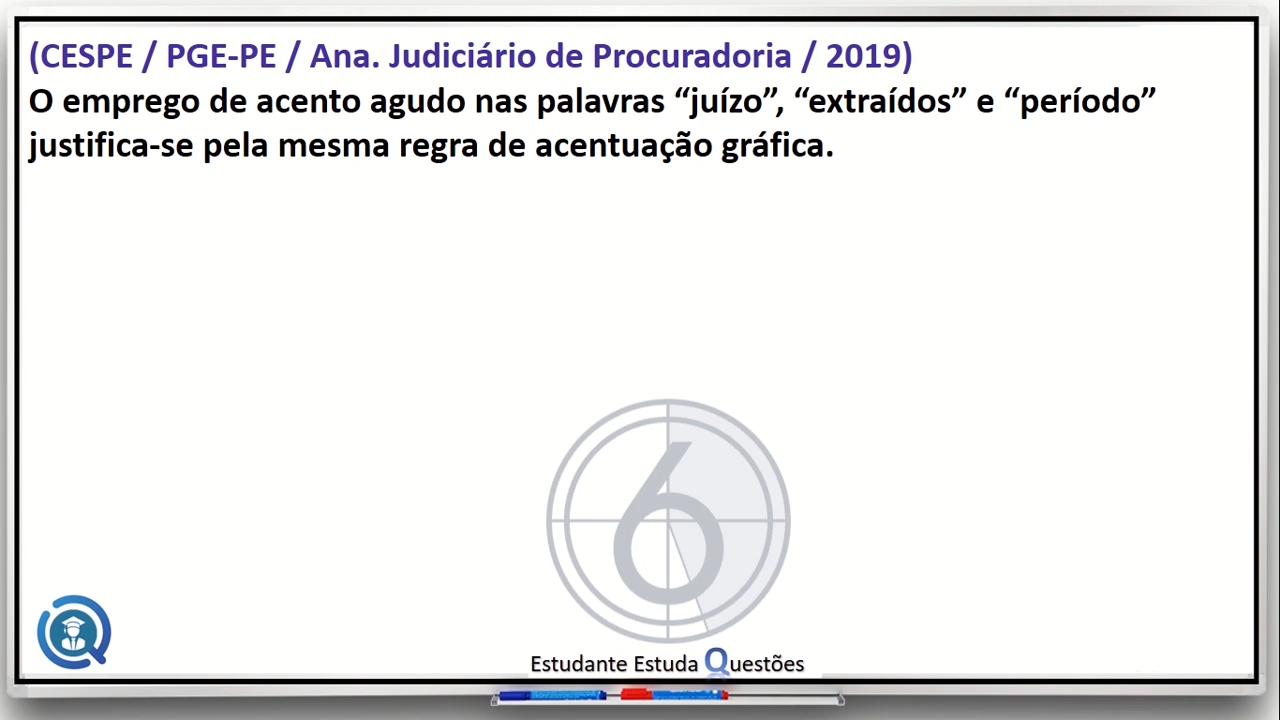 (CESPE / PGE-PE / Ana. Judiciário de Procuradoria / 2019)
O emprego de acento agudo nas palavras “juízo”, “extraídos” e “período”
justifica-se pela mesma regra de acentuação gráfica.
6
Estudante Estuda Questões